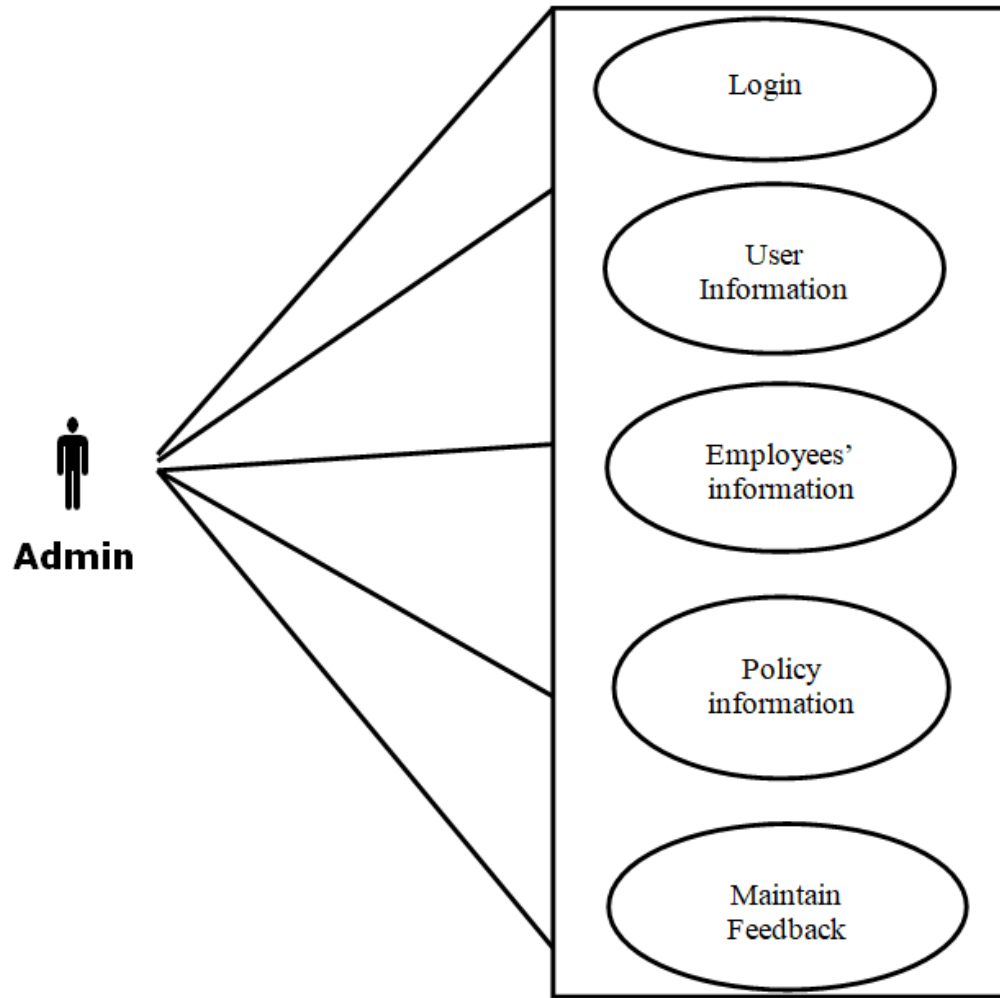 Login
User
Information
Employees’
information
Admin
Policy
information
Maintain
Feedback